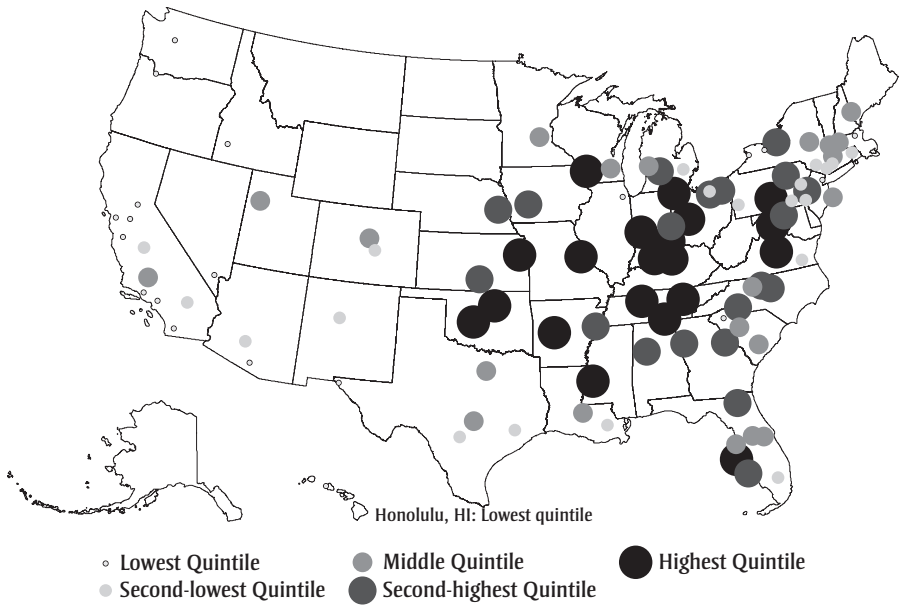 Honolulu, HI: Lowest quintile
Lowest Quintile
Middle Quintile
Highest Quintile
Second-lowest Quintile
Second-highest Quintile